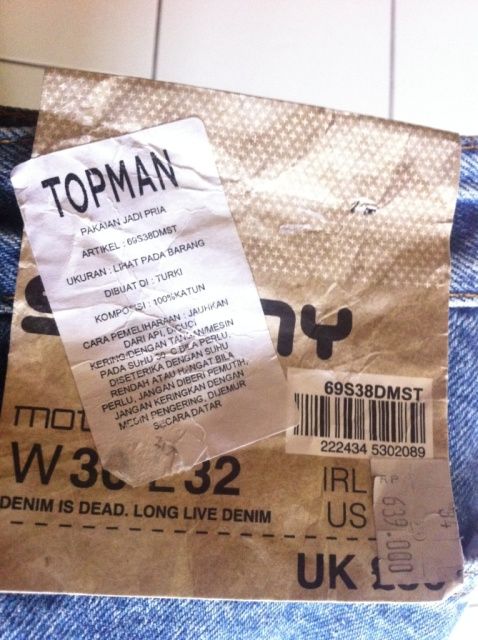 TOPMAN
PAKAIAN JADI PRIA
ARTIKEL : 69S38DMST
UKURAN : LIHAT PADA BARANG
DIBUAT DI : TURKI
KOMPOSISI : 100%KATUN
CARA PEMELIHARAAN : JAUHKAN
DARI API, DICUCI
KERING/DENGAN TANGAN/MESIN
PADA SUHU 30 C BILA PERLU,
DISETERIKA DENGAN SUHU
RENDAH ATAU HANGAT BILA
PERLU, JANGAN DIBERI PEMUTIH,
JANGAN KERINGKAN DENGAN
MESIN PENGERING, DIJEMUR
SECARA DATAR
69S38DMST
222434 5302089
W 32
DENIM IS DEAD. LONG LIVE DENIM
IRL
US
RP
639.000
UK £